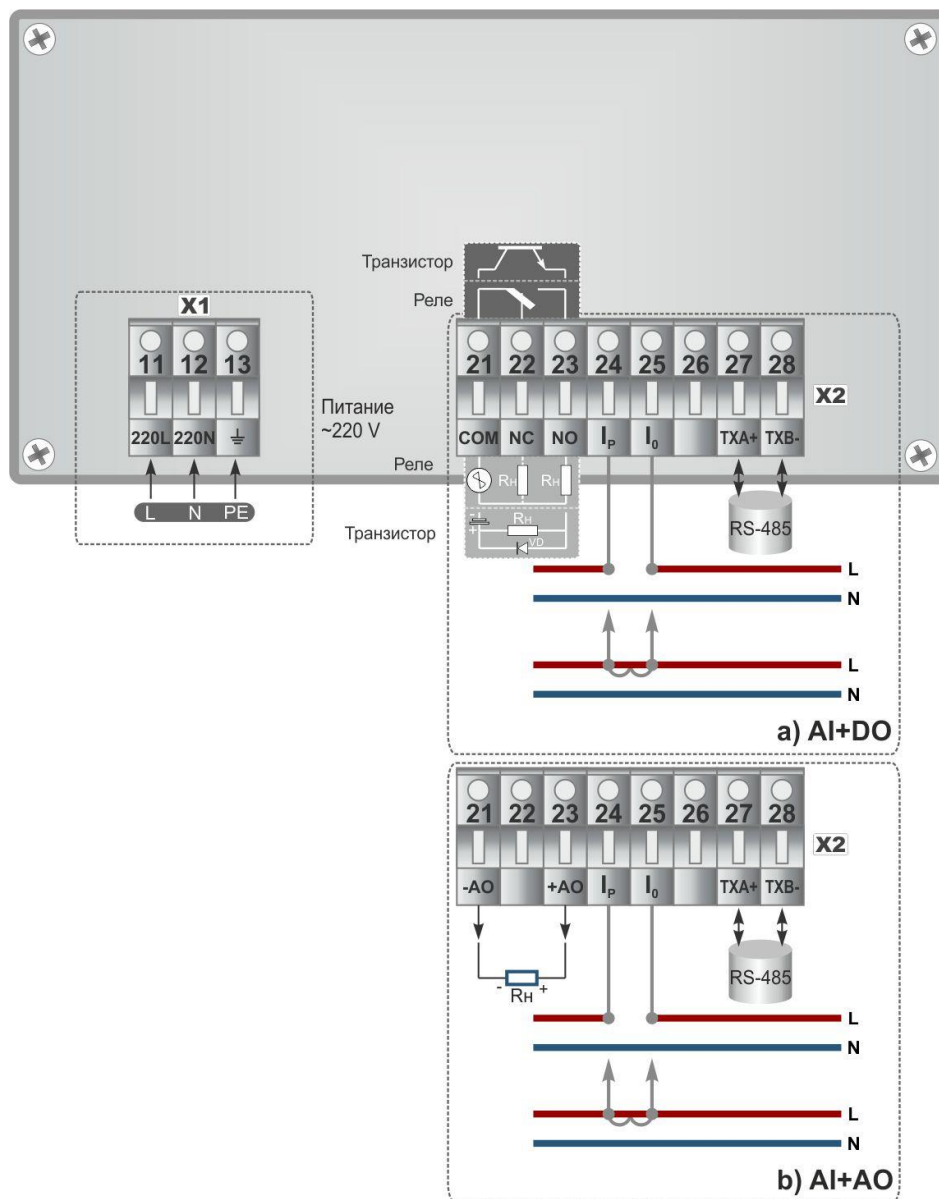 Транзистор
Реле
X1
11 12 13
220L 220N
L N PE
Питание
~220 V
21 22 23 24 25 26 27 28
X2
COM NC NO IP I0 TXA+ TXB-
Реле
RH RH
Транзистор
- +
RH
VD
RS-485
L
N
L
N
a) AI+DO
21 22 23 24 25 26 27 28
X2
-AO +AO IP I0 TXA+ TXB-
- RH +
RS-485
L
N
L
N
b) AI+AO